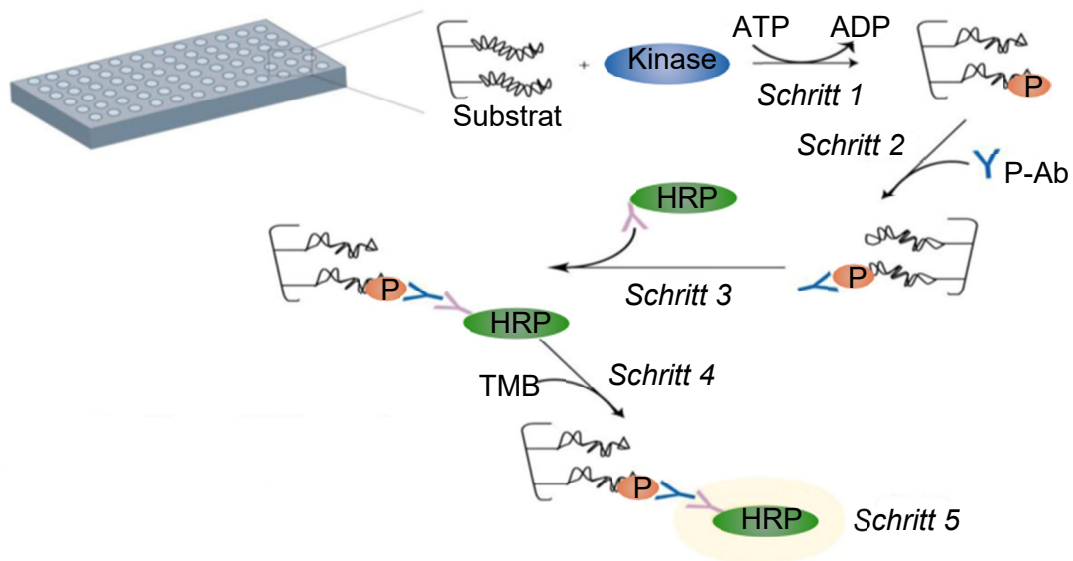 ATP ADP
Kinase
+
Schritt 1
P
Substrat
Schritt 2
P-Ab
HRP
P
Schritt 3
P
HRP
TMB
Schritt 4
P
HRP
Schritt 5